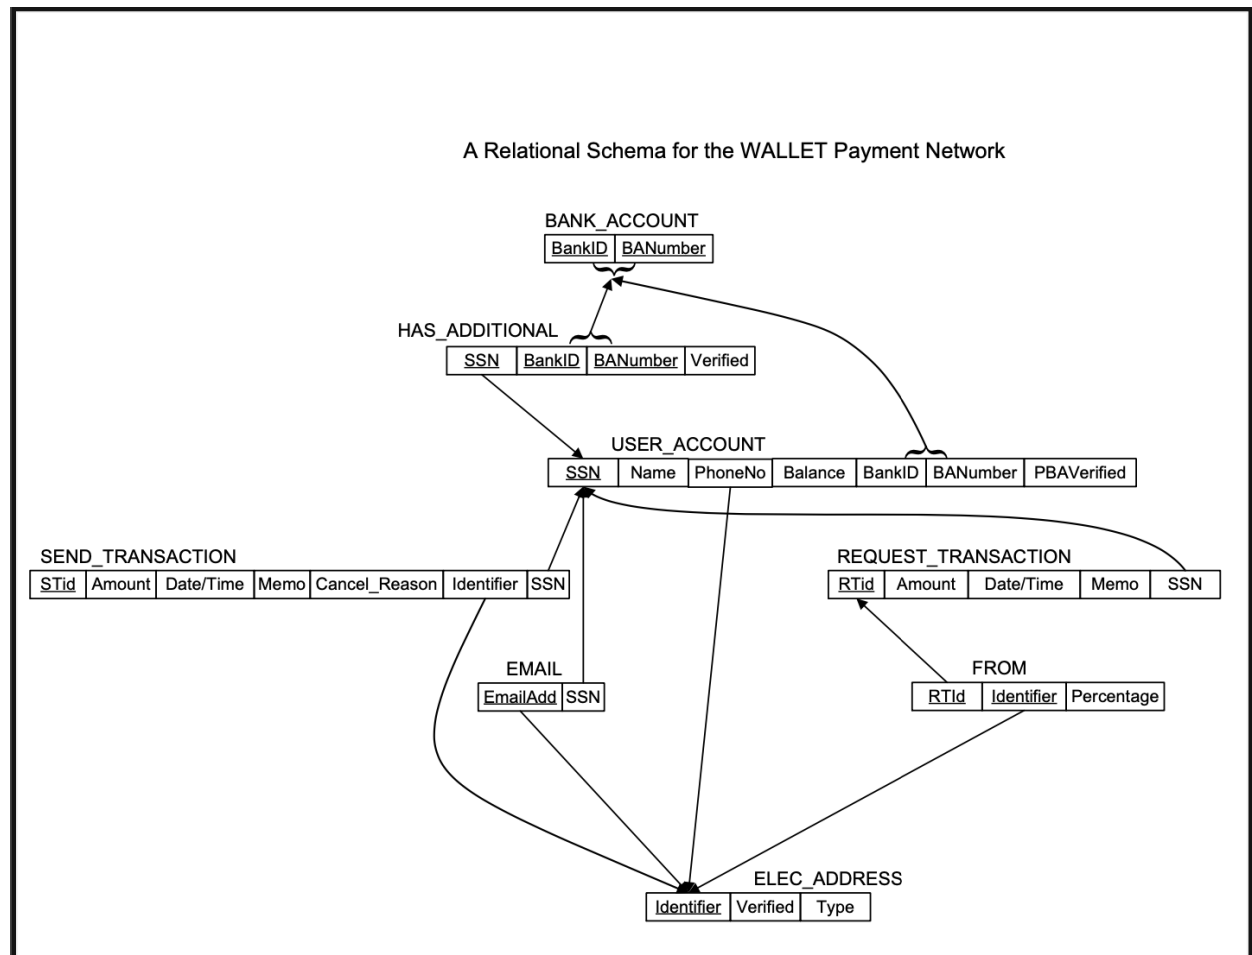 A Relational Schema for the WALLET Payment Network
BANK_ACCOUNT
BankID BANumber
HAS_ADDITIONAL
SSN BankID BANumber Verified
USER_ACCOUNT
SSN Name PhoneNo Balance BankID BANumber PBAVerified
SEND_TRANSACTION
STid Amount Date/Time Memo Cancel_Reason Identifier SSN
REQUEST_TRANSACTION
RTid Amount Date/Time Memo SSN
EMAIL
EmailAdd SSN
FROM
RTId Identifier Percentage
ELEC_ADDRESS
Identifier Verified Type